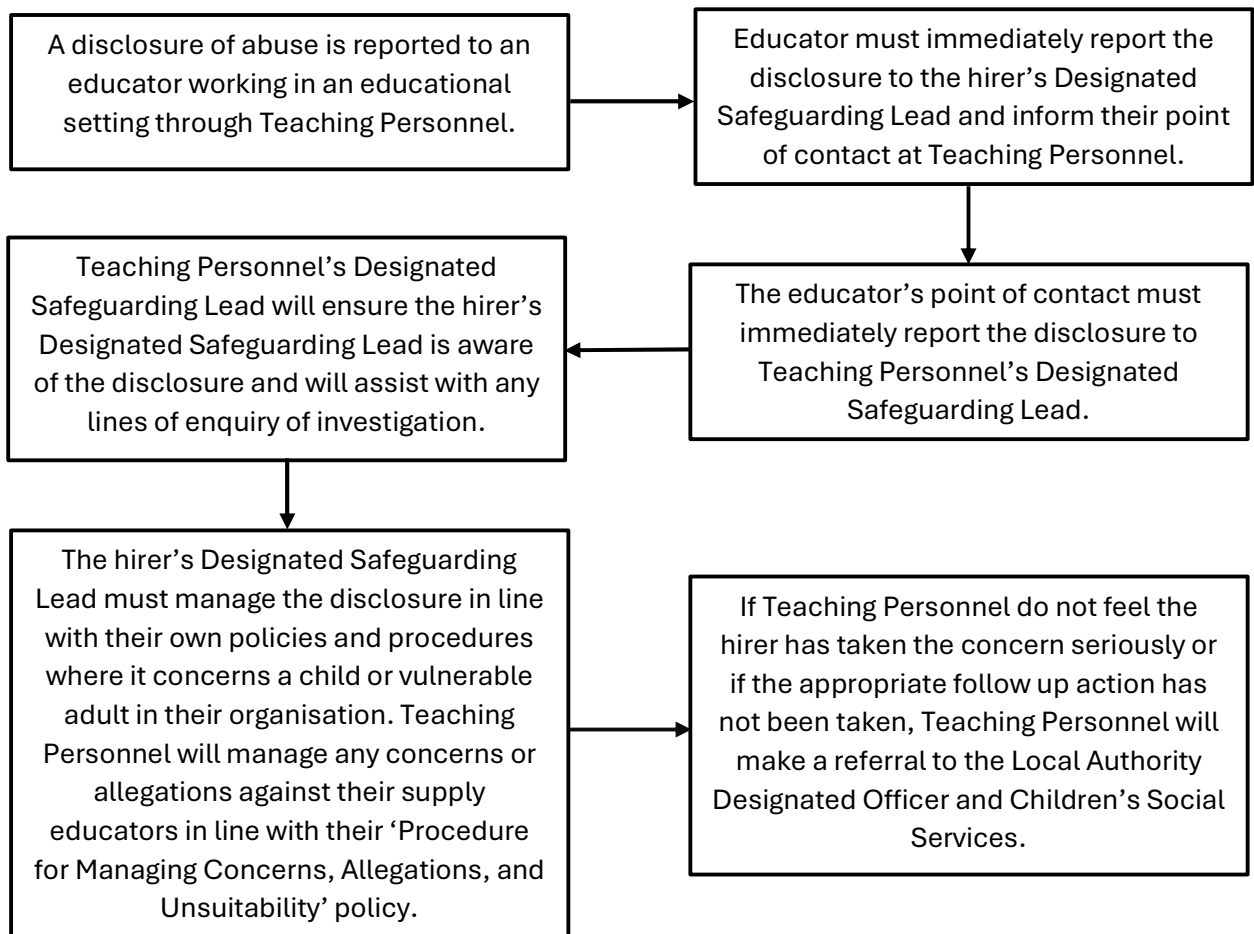 A disclosure of abuse is reported to an
educator working in an educational
setting through Teaching Personnel.
Educator must immediately report the
disclosure to the hirer’s Designated
Safeguarding Lead and inform their point
of contact at Teaching Personnel.
The educator’s point of contact must
immediately report the disclosure to
Teaching Personnel’s Designated
Safeguarding Lead.
Teaching Personnel’s Designated
Safeguarding Lead will ensure the hirer’s
Designated Safeguarding Lead is aware
of the disclosure and will assist with any
lines of enquiry of investigation.
The hirer’s Designated Safeguarding
Lead must manage the disclosure in line
with their own policies and procedures
where it concerns a child or vulnerable
adult in their organisation. Teaching
Personnel will manage any concerns or
allegations against their supply
educators in line with their ‘Procedure
for Managing Concerns, Allegations, and
Unsuitability’ policy.
If Teaching Personnel do not feel the
hirer has taken the concern seriously or
if the appropriate follow up action has
not been taken, Teaching Personnel will
make a referral to the Local Authority
Designated Officer and Children’s Social
Services.